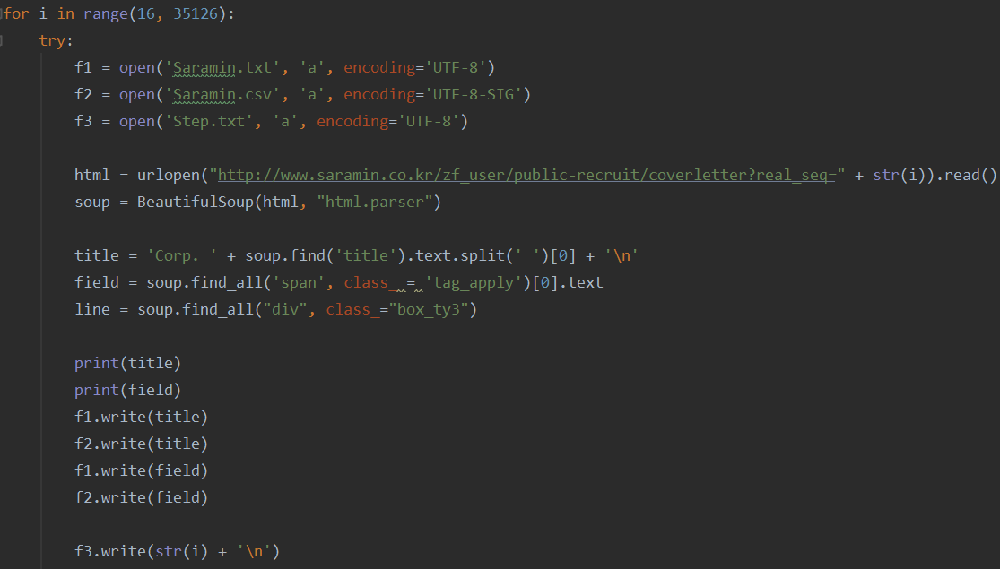 for i in range(16, 35126):
    try:
        f1 = open('Saramin.txt', 'a', encoding='UTF-8')
        f2 = open('Saramin.csv', 'a', encoding='UTF-8-SIG')
        f3 = open('Step.txt', 'a', encoding='UTF-8')

        html = urlopen("http://www.saramin.co.kr/zf_user/public-recruit/coverletter?real_seq=" + str(i)).read()
        soup = BeautifulSoup(html, "html.parser")

        title = 'Corp. ' + soup.find('title').text.split(' ')[0] + '\n'
        field = soup.find_all('span', class_ = 'tag_apply')[0].text
        line = soup.find_all("div", class_="box_ty3")

        print(title)
        print(field)
        f1.write(title)
        f2.write(title)
        f1.write(field)
        f2.write(field)

        f3.write(str(i) + '\n')